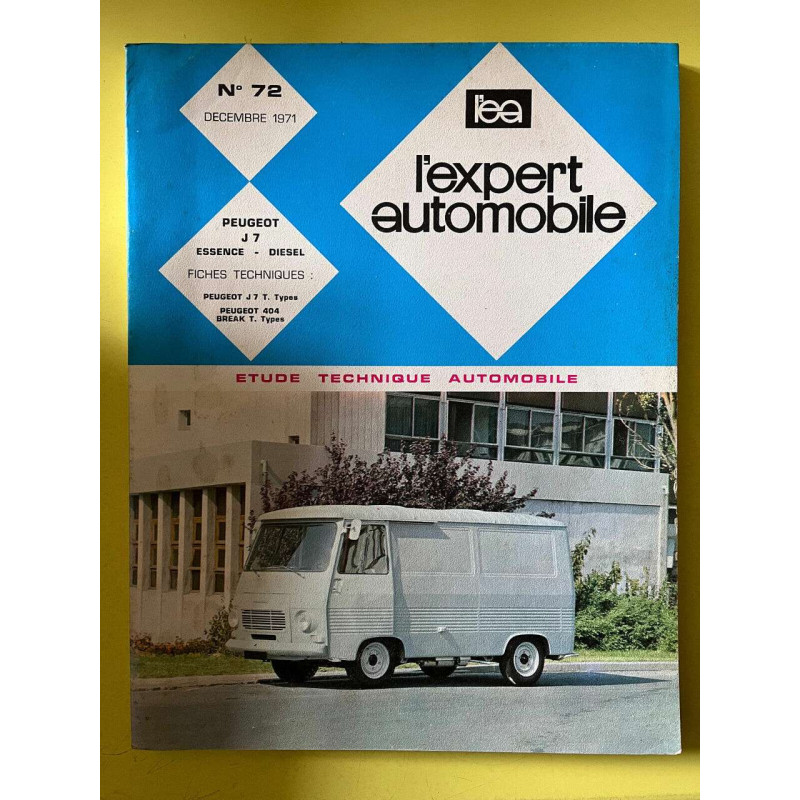 N° 72
DECEMBRE 1971
l'ea
l'expert
automobile
PEUGEOT
J 7
ESSENCE - DIESEL
FICHES TECHNIQUES :
PEUGEOT J 7 T. Types
PEUGEOT 404
BREAK T. Types
ETUDE TECHNIQUE AUTOMOBILE